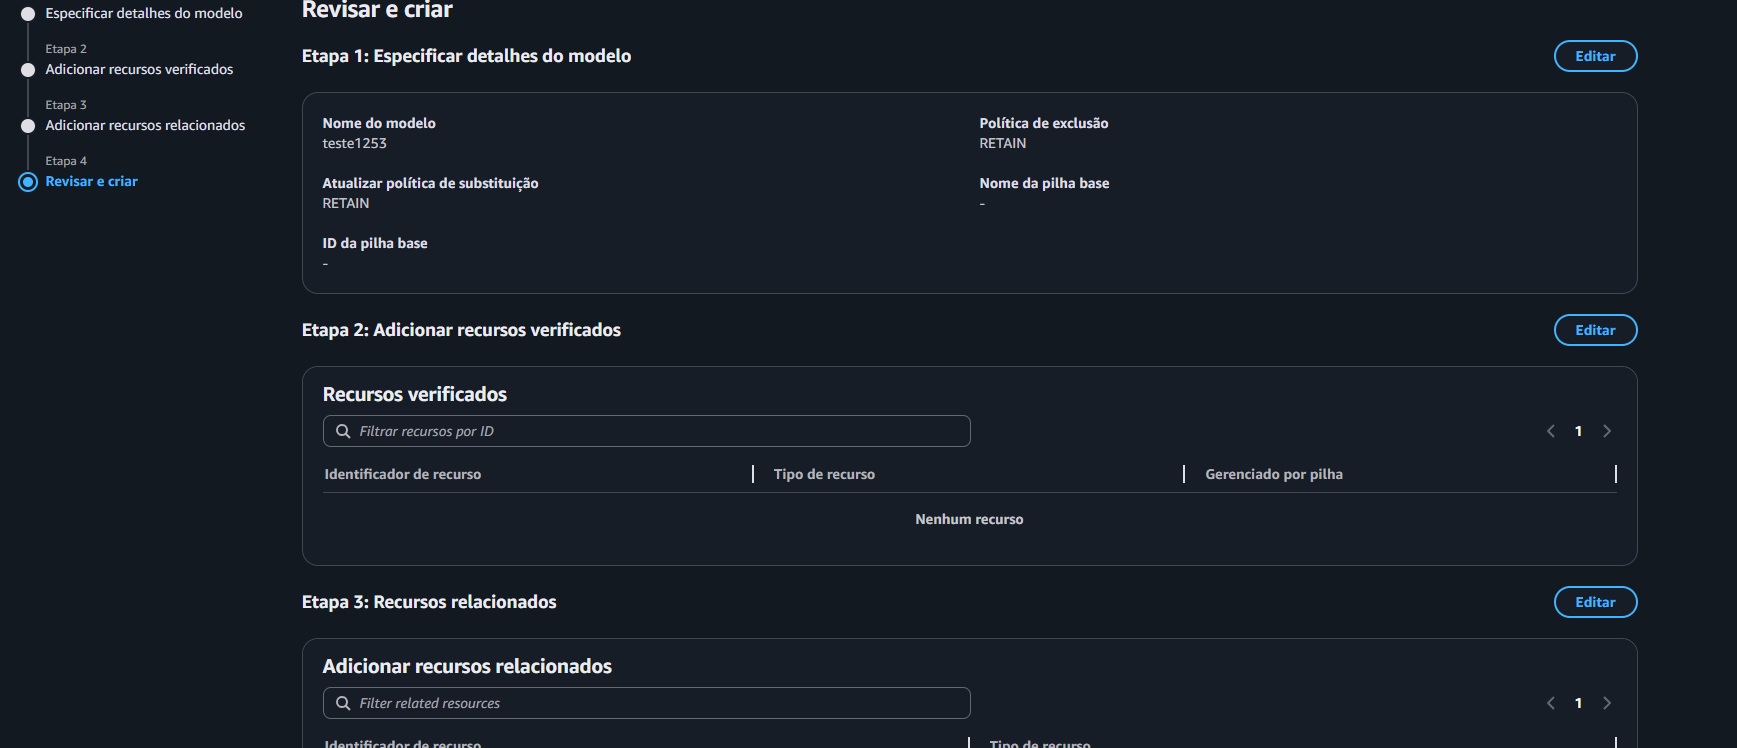 Especificar detalhes do modelo
Etapa 2
Adicionar recursos verificados
Etapa 3
Adicionar recursos relacionados
Etapa 4
Revisar e criar
Revisar e criar
Etapa 1: Especificar detalhes do modelo
Editar
Nome do modelo
teste1253
Política de exclusão
RETAIN
Atualizar política de substituição
RETAIN
Nome da pilha base
-
ID da pilha base
-
Etapa 2: Adicionar recursos verificados
Editar
Recursos verificados
Filtrar recursos por ID
1
Identificador de recurso
Tipo de recurso
Gerenciado por pilha
Nenhum recurso
Etapa 3: Recursos relacionados
Editar
Adicionar recursos relacionados
Filter related resources
1
Identificador de recurso
Tipo de recurso